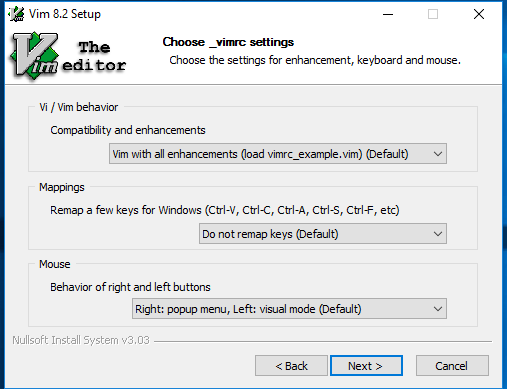 Vim 8.2 Setup
The
Vim editor
Choose _vimrc settings
Choose the settings for enhancement, keyboard and mouse.
Vi / Vim behavior
Compatibility and enhancements
Vim with all enhancements (load vimrc_example.vim) (Default)
Mappings
Remap a few keys for Windows (Ctrl-V, Ctrl-C, Ctrl-A, Ctrl-S, Ctrl-F, etc)
Do not remap keys (Default)
Mouse
Behavior of right and left buttons
Right: popup menu, Left: visual mode (Default)
Nullsoft Install System v3.03
< Back Next > Cancel